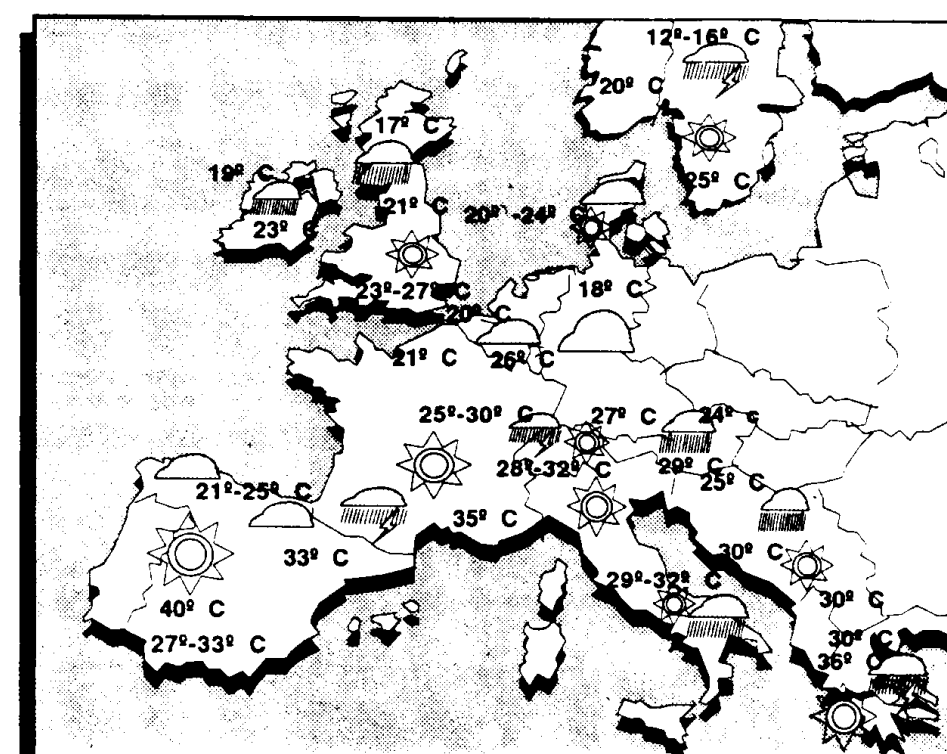 12º-16º C
20º C
17º C
19º C
25º C
21º C
20º-24º C
23º C
18º C
23º-27º C
20º C
21º C
26º C
25º-30º C
27º C
24º C
28º-32º C
29º C
25º C
21º-25º C
35º C
33º C
30º C
29º-32º C
40º C
30º C
27º-33º C
30º C
36º C